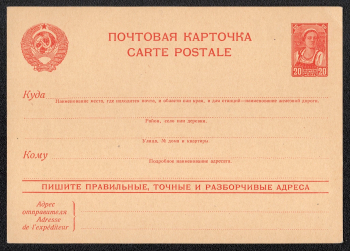 ПОЧТОВАЯ КАРТОЧКА
CARTE POSTALE
20 20
Куда
Наименование места, где находится почта, и области или края, а для станций—наименование железной дороги.
Район, село или деревня.
Улица, № дома и квартиры
Кому
Подробное наименование адресата.
ПИШИТЕ ПРАВИЛЬНЫЕ, ТОЧНЫЕ И РАЗБОРЧИВЫЕ АДРЕСА
Адрес
отправителя
Adresse
de l'expéditeur